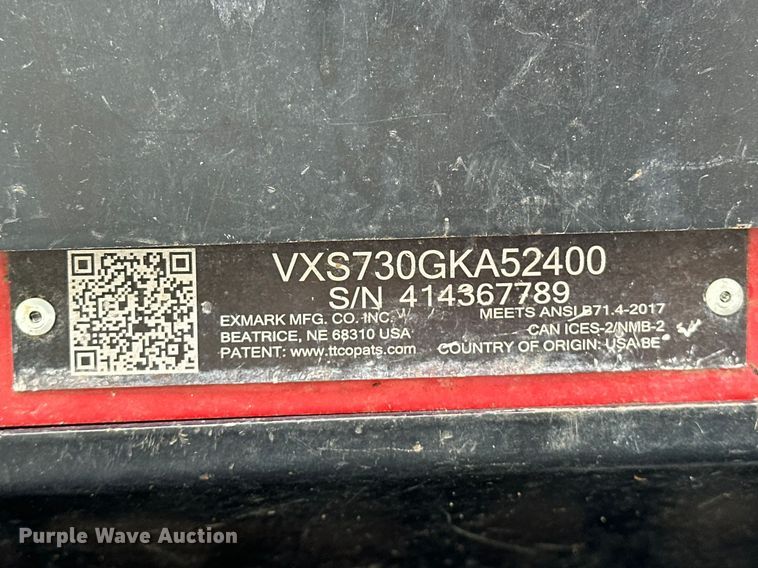 VXS730GKA52400
S/N 414367789
EXMARK MFG. CO. INC.
BEATRICE, NE 68310 USA
PATENT: www.ttcopats.com
MEETS ANSI B71.4-2017
CAN ICES-2/NMB-2
COUNTRY OF ORIGIN: USA 8E
Purple Wave Auction